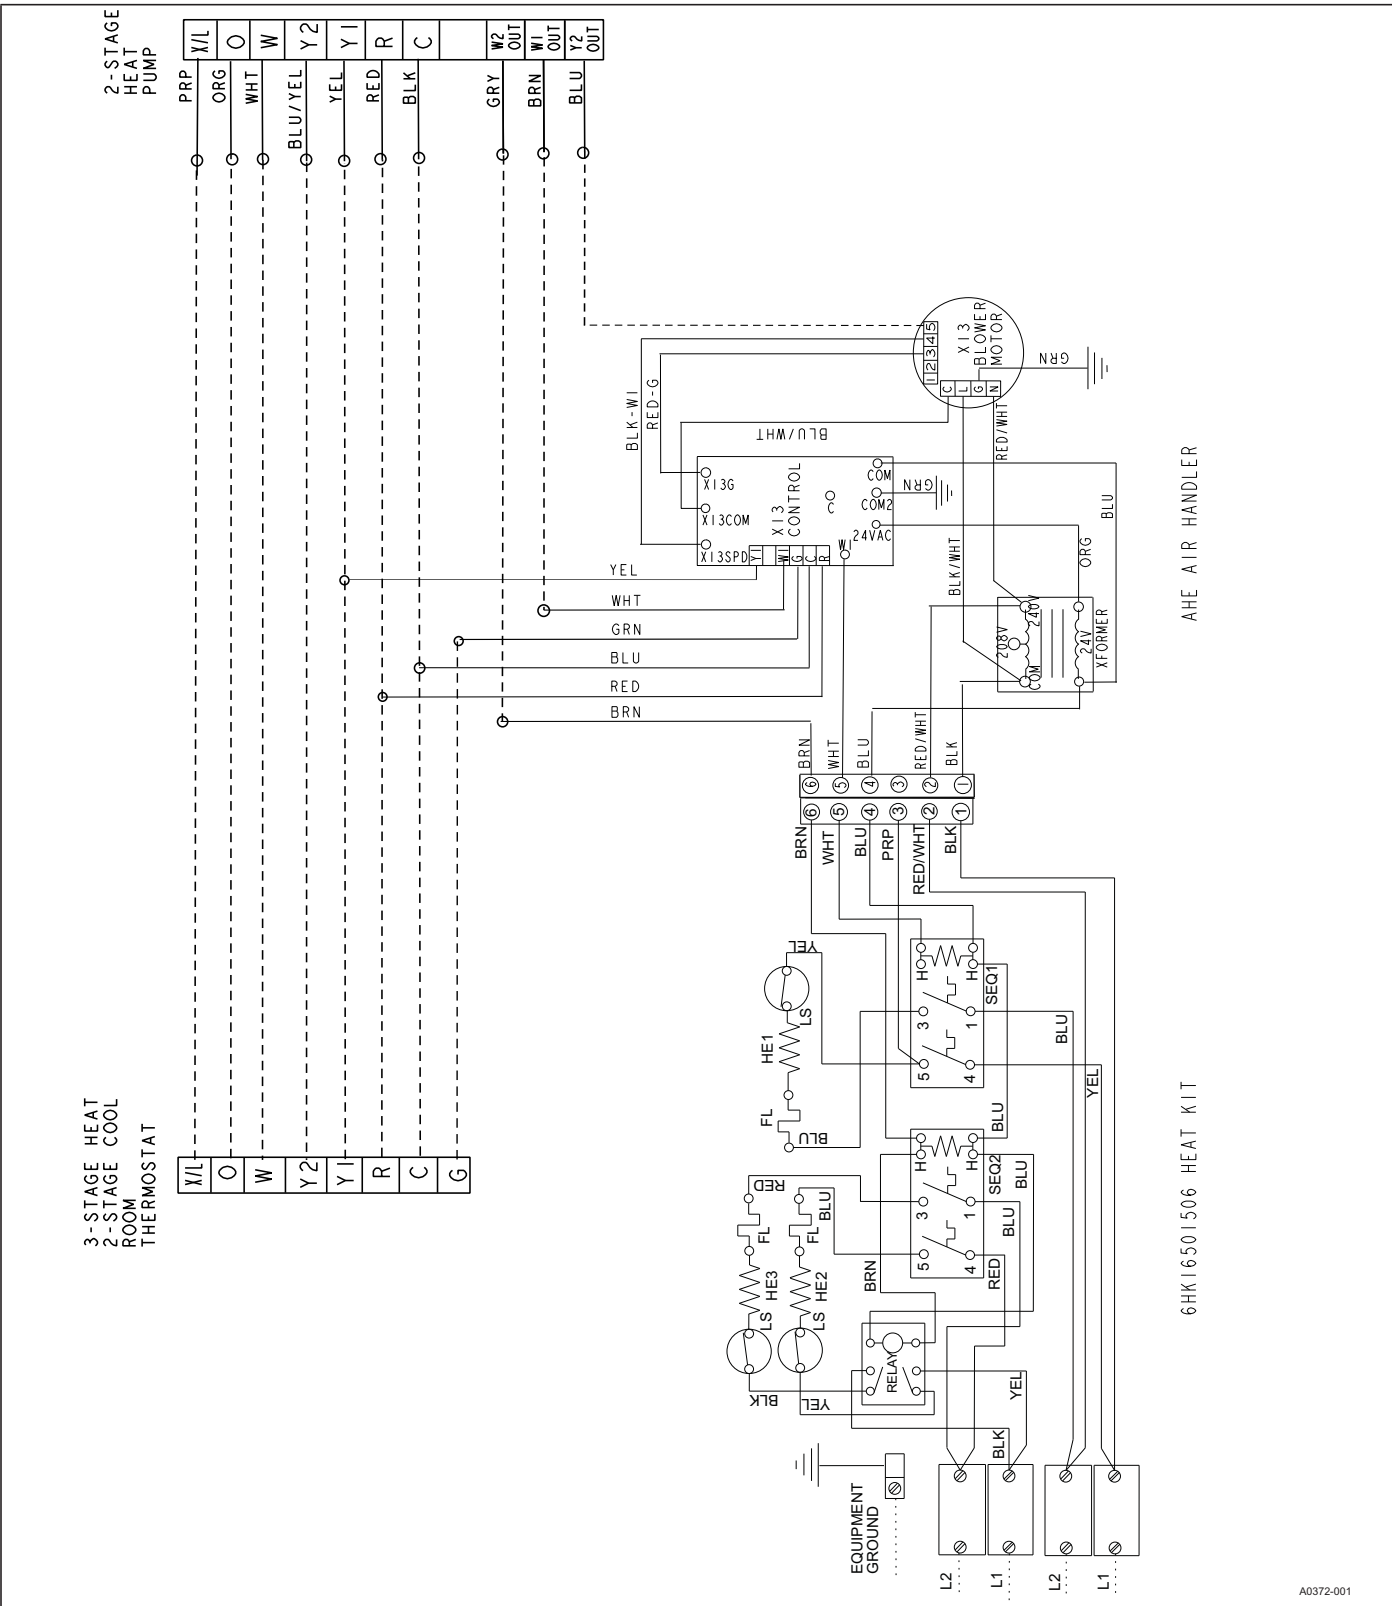 2-STAGE
HEAT
PUMP
X/L
O
W
Y2
Y1
R
C
W2
OUT
W1
OUT
Y2
OUT
PRP
ORG
WHT
BLU/YEL
YEL
RED
BLK
GRY
BRN
BLU
X13
BLOWER
MOTOR
1 2 3 4 5
C
L
G
N
GRN
BLK-W1
RED-G
BLU/WHT
RED/WHT
X13G
X13COM
X13SPD
X13
CONTROL
C
COM
COM2
24VAC
GRN
W1
Y1
W1
G
C
R
BLK/WHT
ORG
BLU
240V
208V
COM
24V
XFORMER
AHE AIR HANDLER
YEL
WHT
GRN
BLU
RED
BRN
BRN
WHT
BLU
RED/WHT
BLK
6 5 4 3 2 1
6 5 4 3 2 1
BRN
WHT
BLU
PRP
RED/WHT
BLK
YEL
LS
HE1
FL
BLU
H
H
SEQ1
3
1
5
4
BLU
YEL
BLU
H
H
SEQ2
3
1
5
4
BLU
BLU
RED
RED
BLU
FL
FL
HE3
HE2
LS
LS
BRN
RELAY
BLK
YEL
YEL
BLK
3-STAGE HEAT
2-STAGE COOL
ROOM
THERMOSTAT
X/L
O
W
Y2
Y1
R
C
G
6HK16501506 HEAT KIT
EQUIPMENT
GROUND
L2
L1
L2
L1
A0372-001